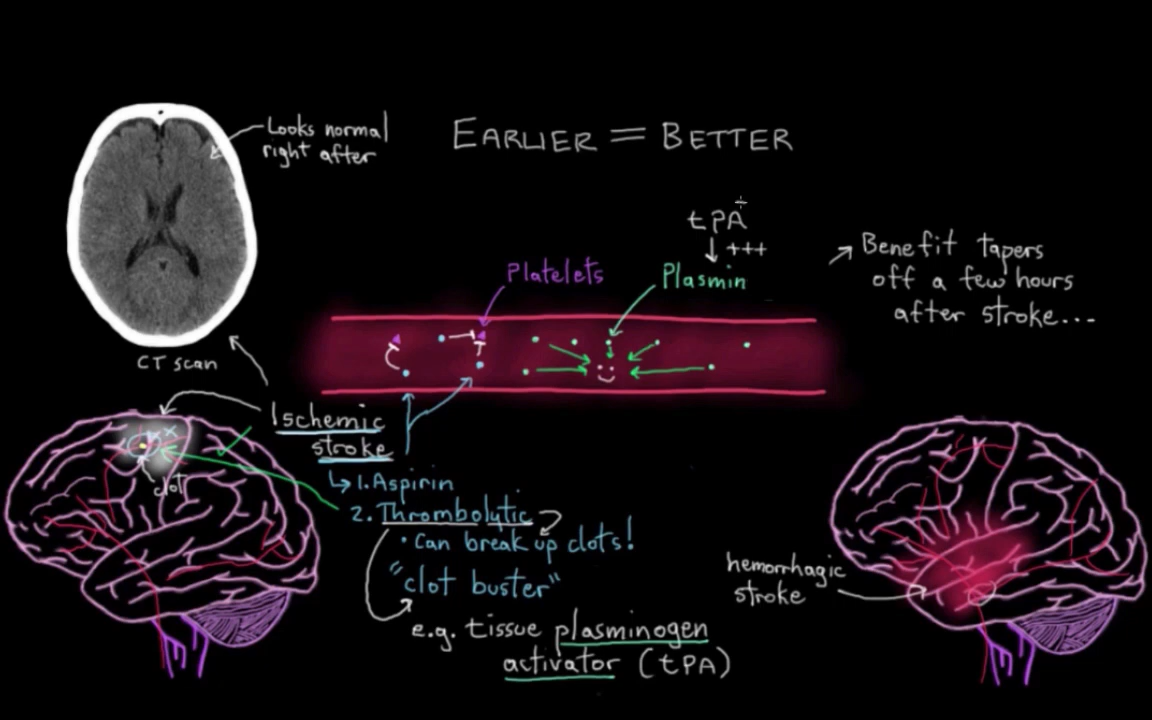 Looks normal
right after
EARLIER = BETTER
tPA
+++
Benefit tapers
off a few hours
after stroke...
Platelets
Plasmin
CT scan
Ischemic
stroke
clot
1. Aspirin
2. Thrombolytic
• Can break up clots!
"clot buster"
e.g. tissue plasminogen
activator (tPA)
hemorrhagic
stroke